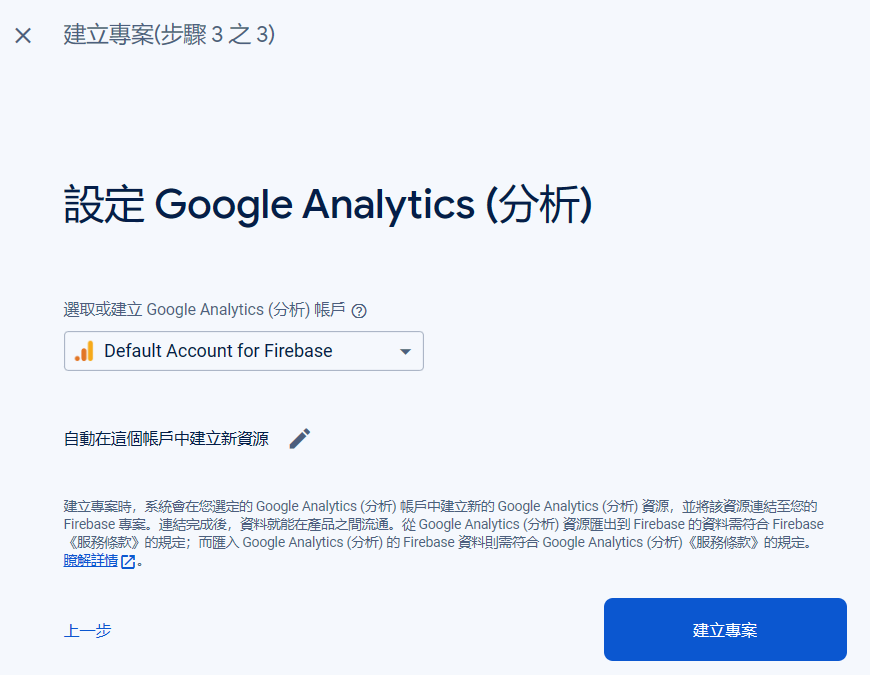 建立專案(步驟 3 之 3)
設定 Google Analytics (分析)
選取或建立 Google Analytics (分析) 帳戶
Default Account for Firebase
自動在這個帳戶中建立新資源
建立專案時，系統會在您選定的 Google Analytics (分析) 帳戶中建立新的 Google Analytics (分析) 資源，並將該資源連結至您的
Firebase 專案。連結完成後，資料就能在產品之間流通。從 Google Analytics (分析) 資源匯出到 Firebase 的資料需符合 Firebase
《服務條款》的規定；而匯入 Google Analytics (分析) 的 Firebase 資料則需符合 Google Analytics (分析)《服務條款》的規定。
瞭解詳情。
上一步
建立專案